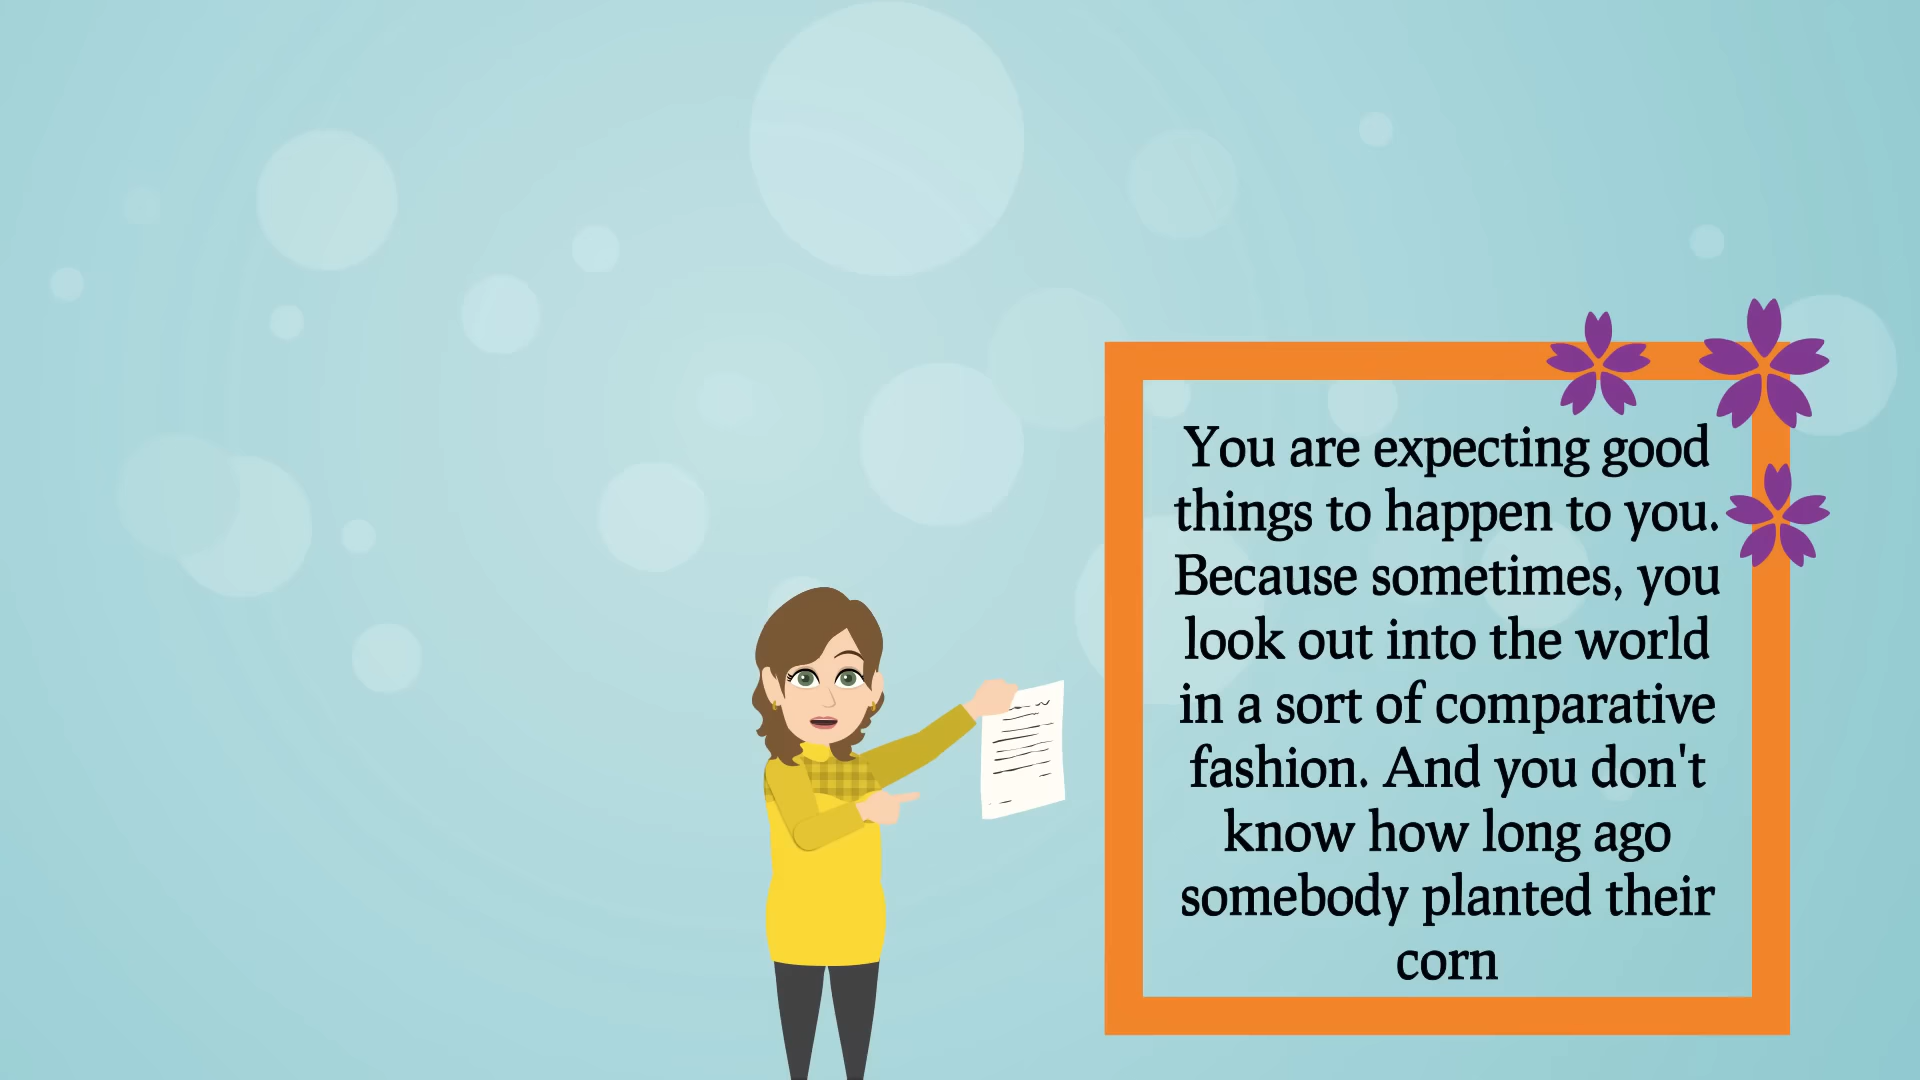 You are expecting good
things to happen to you.
Because sometimes, you
look out into the world
in a sort of comparative
fashion. And you don't
know how long ago
somebody planted their
corn